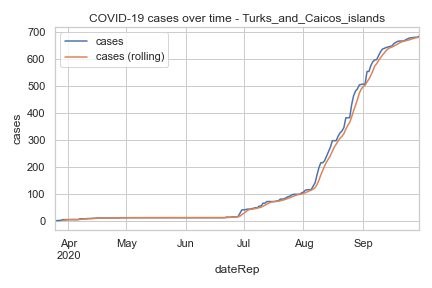 COVID-19 cases over time - Turks_and_Caicos_islands
cases
cases (rolling)
700
600
500
400
300
200
100
0
cases
Apr
2020
May
Jun
Jul
Aug
Sep
dateRep